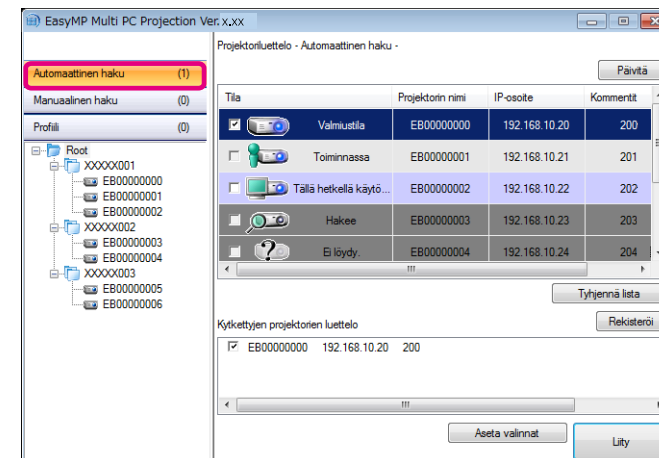 EasyMP Multi PC Projection Ver.x.xx
Projektoriluettelo - Automaattinen haku -
Automaattinen haku (1)
Päivitä
Manuaalinen haku (0)
Tila Projektorin nimi IP-osoite Kommentit
Profiili (0)
Valmiustila EB00000000 192.168.10.20 200
Root
XXXXX001
Toiminnassa EB00000001 192.168.10.21 201
EB00000000
EB00000001
Tällä hetkellä käytö... EB00000002 192.168.10.22 202
EB00000002
XXXXX002
Hakee EB00000003 192.168.10.23 203
EB00000003
EB00000004
Ei löydy. EB00000004 192.168.10.24 204
XXXXX003
EB00000005
EB00000006
Tyhjennä lista
Kytkettyjen projektorien luettelo
Rekisteröi
EB00000000 192.168.10.20 200
Aseta valinnat
Liity